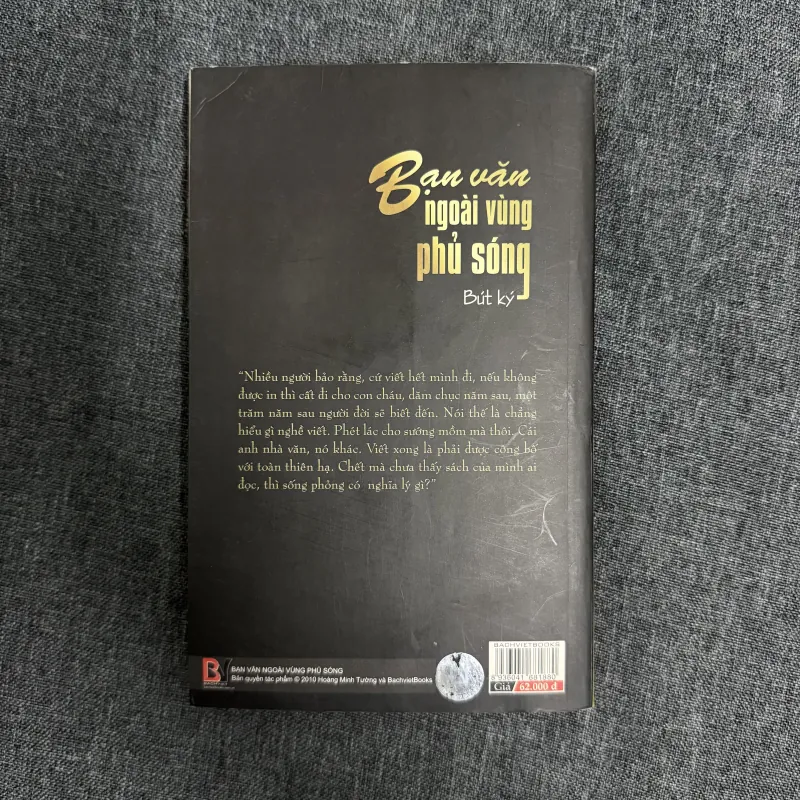 Bạn văn
ngoài vùng
phủ sóng
Bút ký
“Nhiều người bảo rằng, cứ viết hết mình đi, nếu không
được in thì cất đi cho con cháu, dăm chục năm sau, một
trăm năm sau người đời sẽ biết đến. Nói thế là chẳng
hiểu gì nghề viết. Phét lác cho sướng mồm mà thôi. Cái
anh nhà văn, nó khác. Viết xong là phải được công bố
với toàn thiên hạ. Chết mà chưa thấy sách của mình ai
đọc, thì sống phỏng có nghĩa lý gì?”
BV
BẠN VĂN NGOÀI VÙNG PHỦ SÓNG
Bản quyền tác phẩm © 2010 Hoàng Minh Tường và BachvietBooks
BACHVIETBOOKS
Giá 62.000 đ